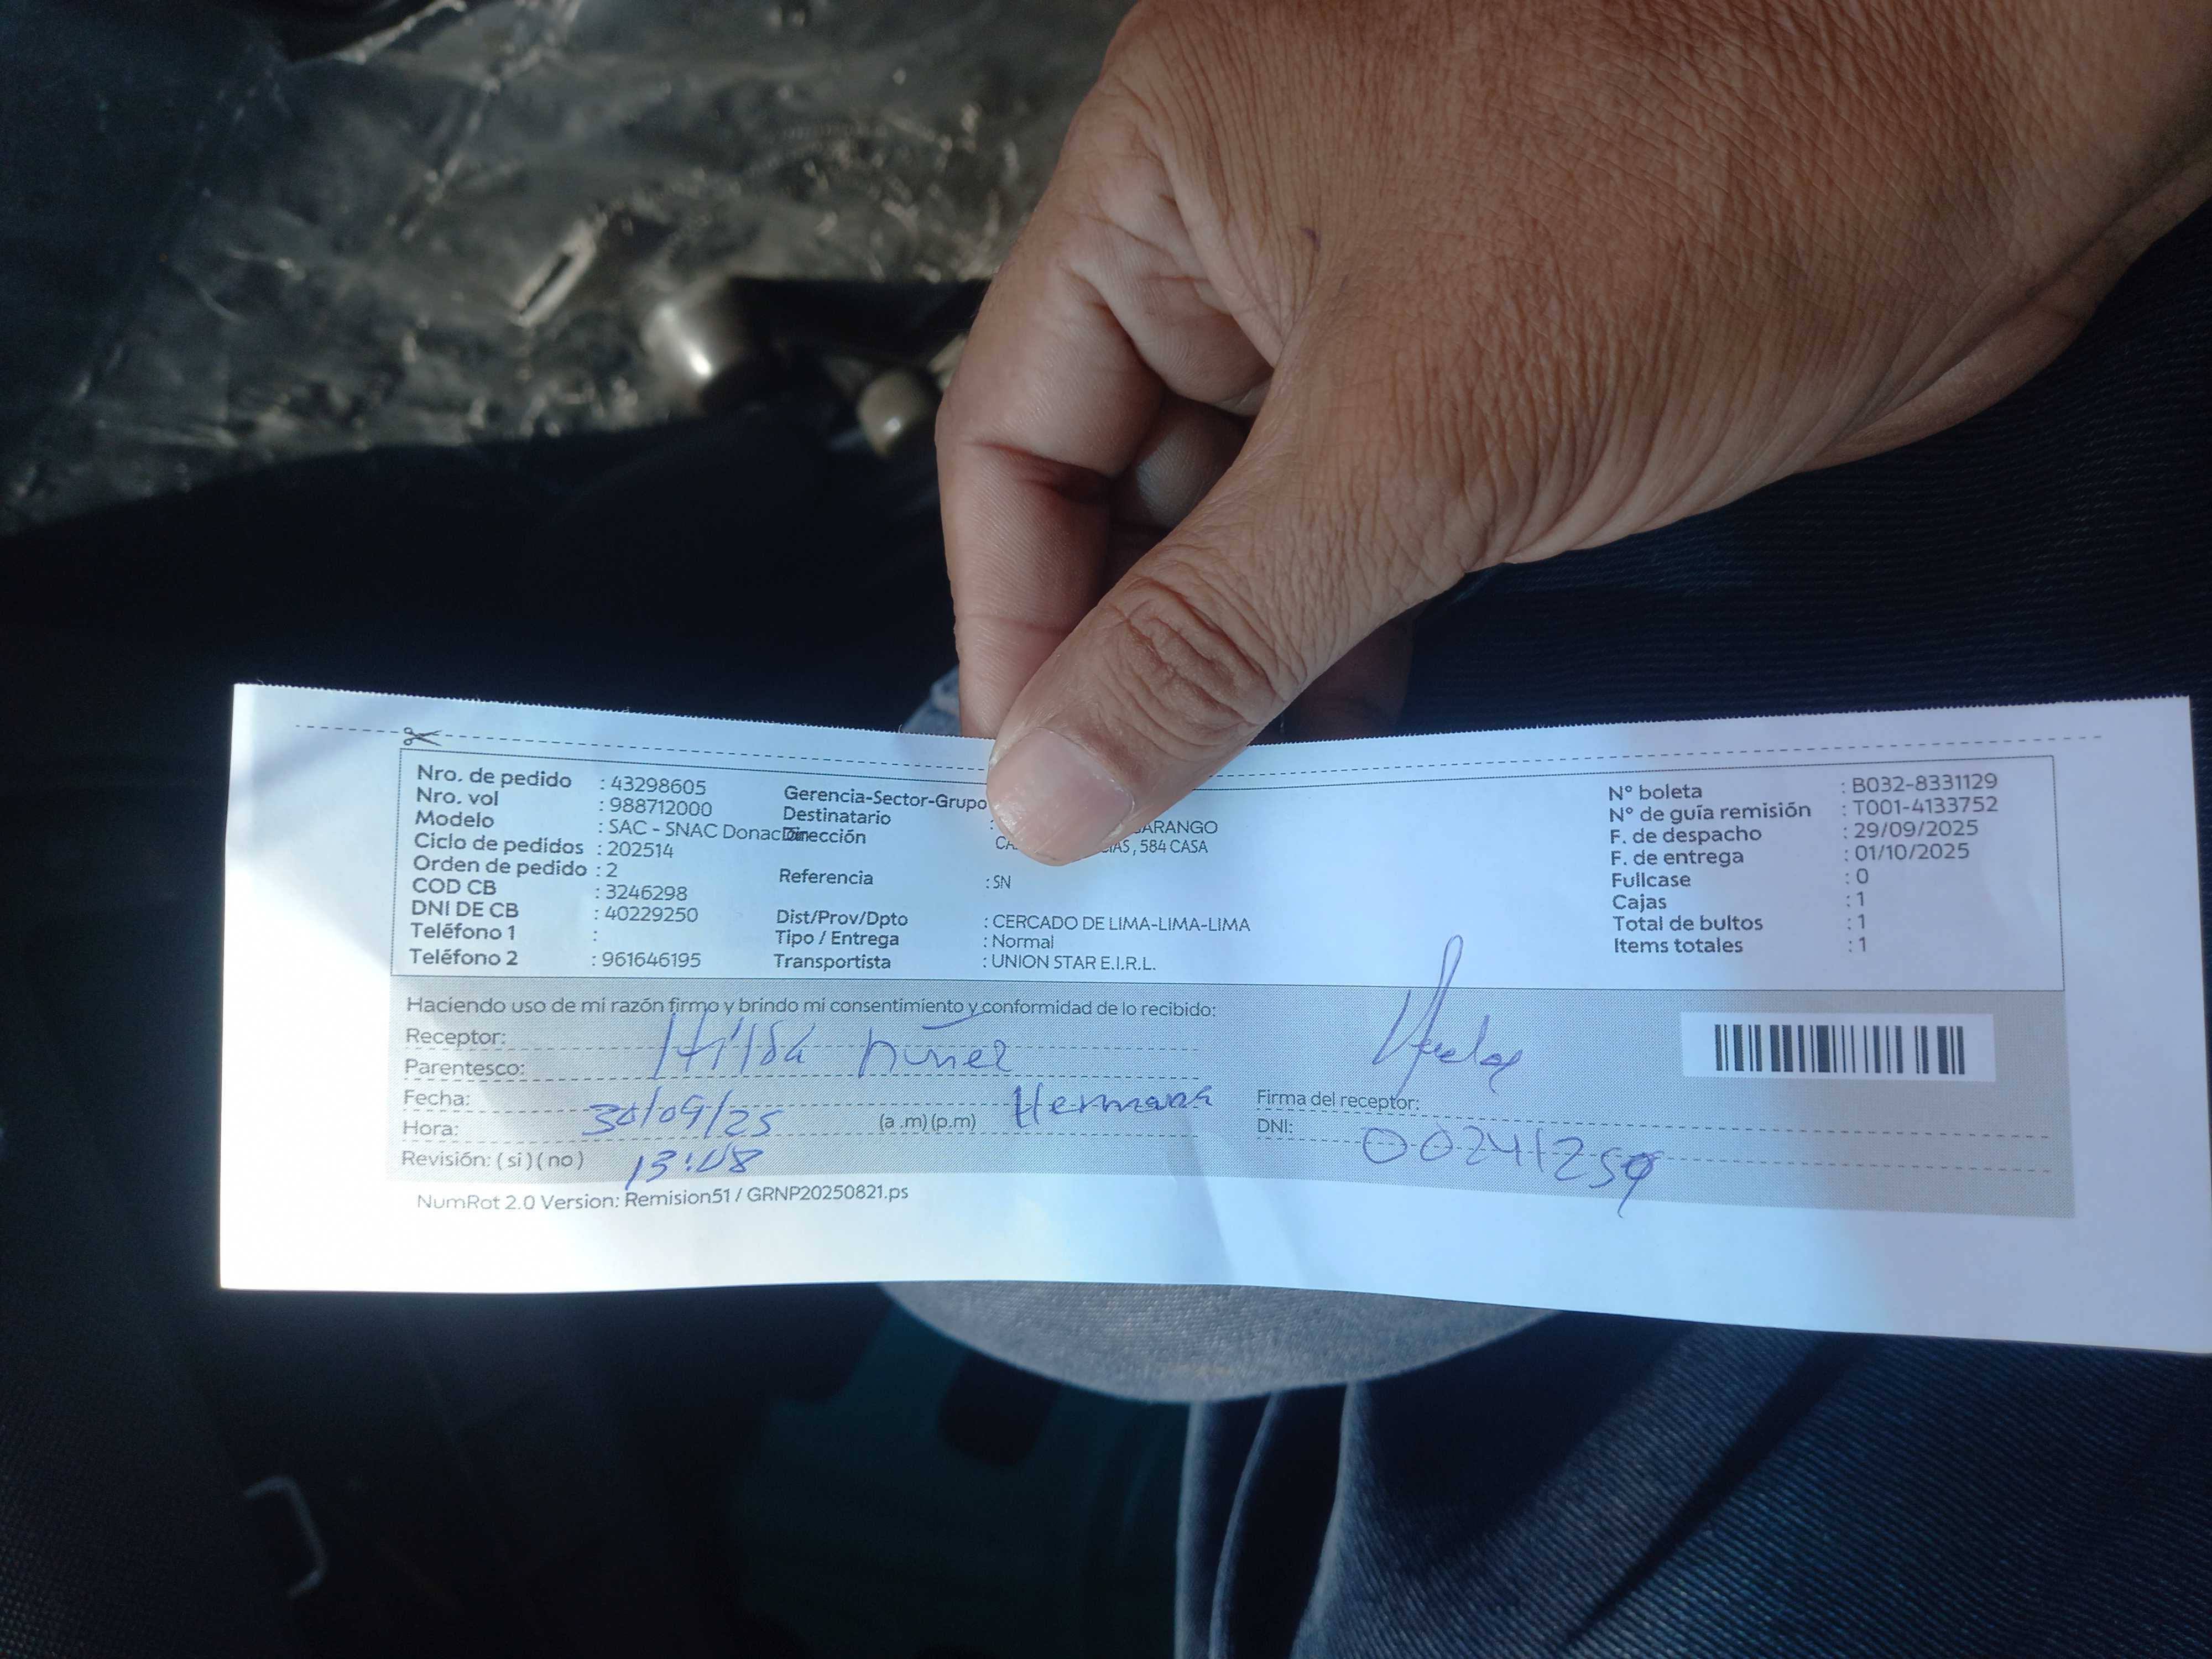 Nro. de pedido : 43298605
Nro. vol : 988712000
Modelo : SAC - SNAC Donación
Ciclo de pedidos : 202514
Orden de pedido : 2
COD CB : 3246298
DNI DE CB : 40229250
Teléfono 1 :
Teléfono 2 : 961646195
Gerencia-Sector-Grupo
Destinatario : ARANGO
Dirección , 584 CASA
Referencia : SN
Dist/Prov/Dpto : CERCADO DE LIMA-LIMA-LIMA
Tipo / Entrega : Normal
Transportista : UNION STAR E.I.R.L.
N° boleta : B032-8331129
N° de guía remisión : T001-4133752
F. de despacho : 29/09/2025
F. de entrega : 01/10/2025
Fullcase : 0
Cajas : 1
Total de bultos : 1
Items totales : 1
Haciendo uso de mi razón firmo y brindo mi consentimiento y conformidad de lo recibido:
Receptor: Hilda Nuñez
Parentesco: Hermana
Fecha: 30/09/25
Hora: 13:08 (a .m) (p.m)
Revisión: ( si ) ( no )
Firma del receptor:
DNI:
NumRot 2.0 Version: Remision51 / GRNP20250821.ps